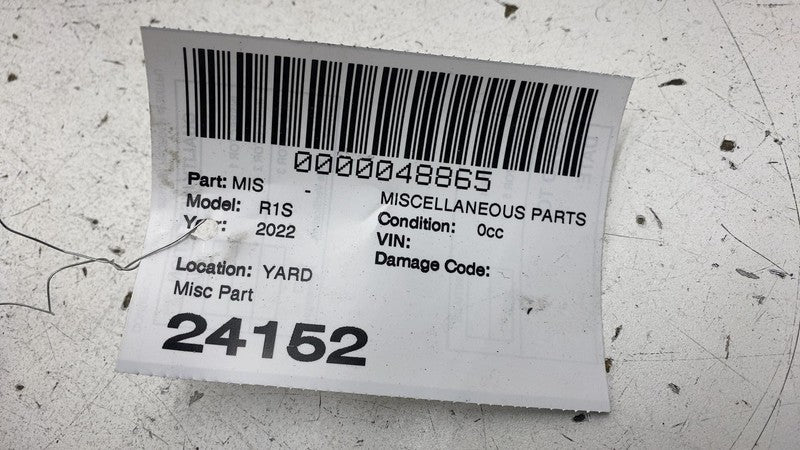 0000048865
Part: MIS -
MISCELLANEOUS PARTS
Model: R1S
Condition: 0cc
Year: 2022
VIN:
Damage Code:
Location: YARD
Misc Part
24152